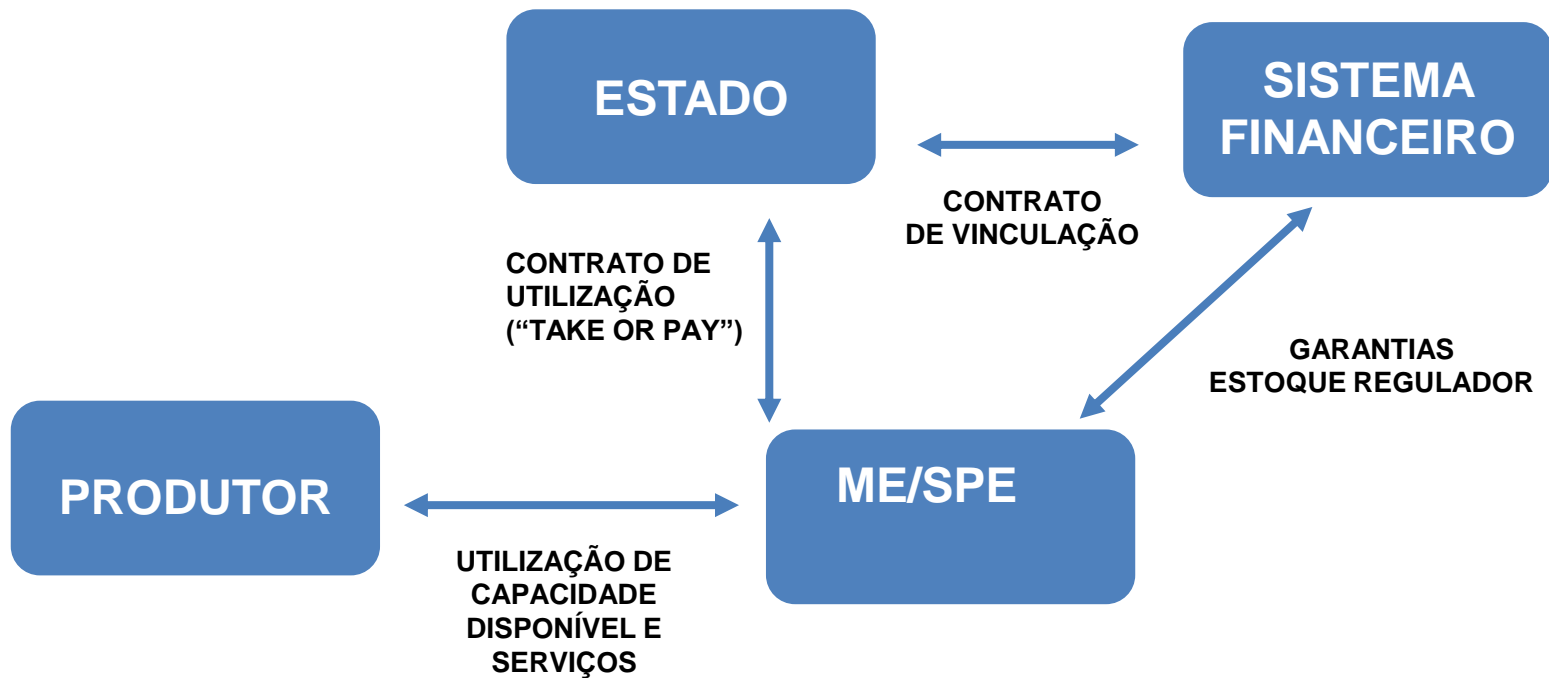 ESTADO
SISTEMA
FINANCEIRO
CONTRATO
DE VINCULAÇÃO
CONTRATO DE
UTILIZAÇÃO
(“TAKE OR PAY”)
GARANTIAS
ESTOQUE REGULADOR
PRODUTOR
ME/SPE
UTILIZAÇÃO DE
CAPACIDADE
DISPONÍVEL E
SERVIÇOS